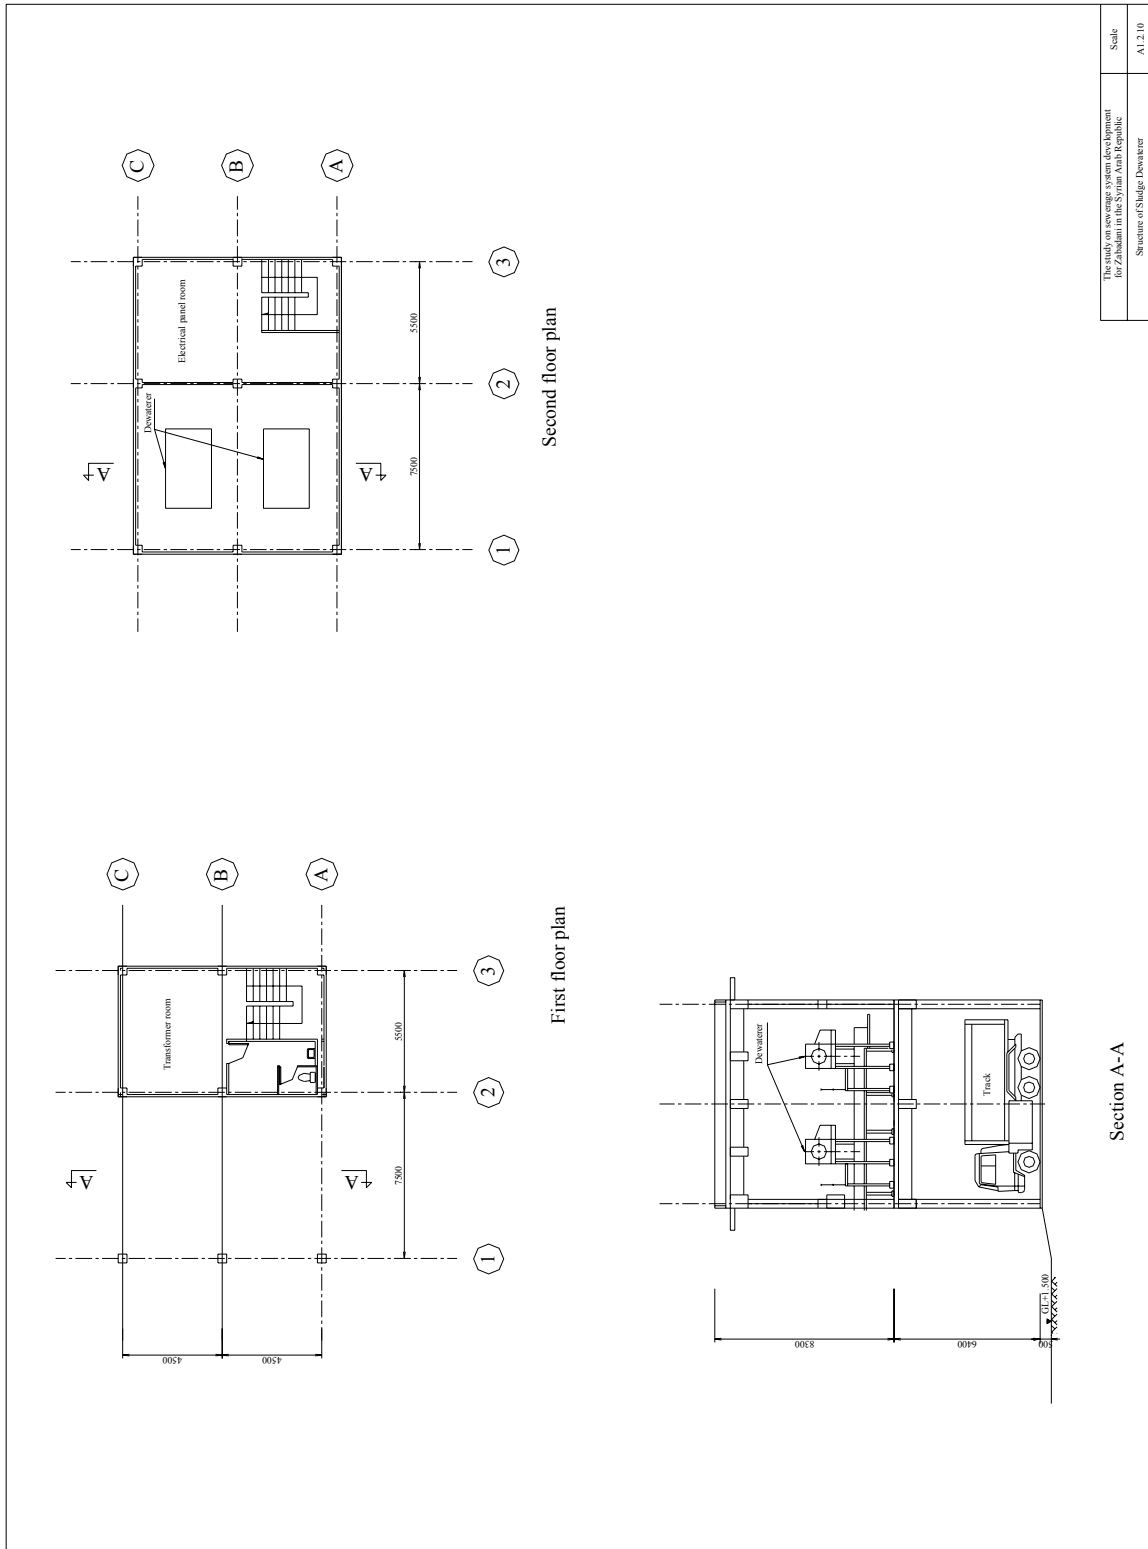 C
B
A
Transformer room
A
A
3
2
1
5500
7500
4500
4500
First floor plan
C
B
A
Electrical panel room
Dewaterer
A
A
3
2
1
5500
7500
Second floor plan
Dewaterer
Track
8300
6400
500
GL+1.500
Section A-A
The study on sewerage system development
for Zabadani in the Syrian Arab Republic
Scale
Structure of Sludge Dewaterer
A1.2.10